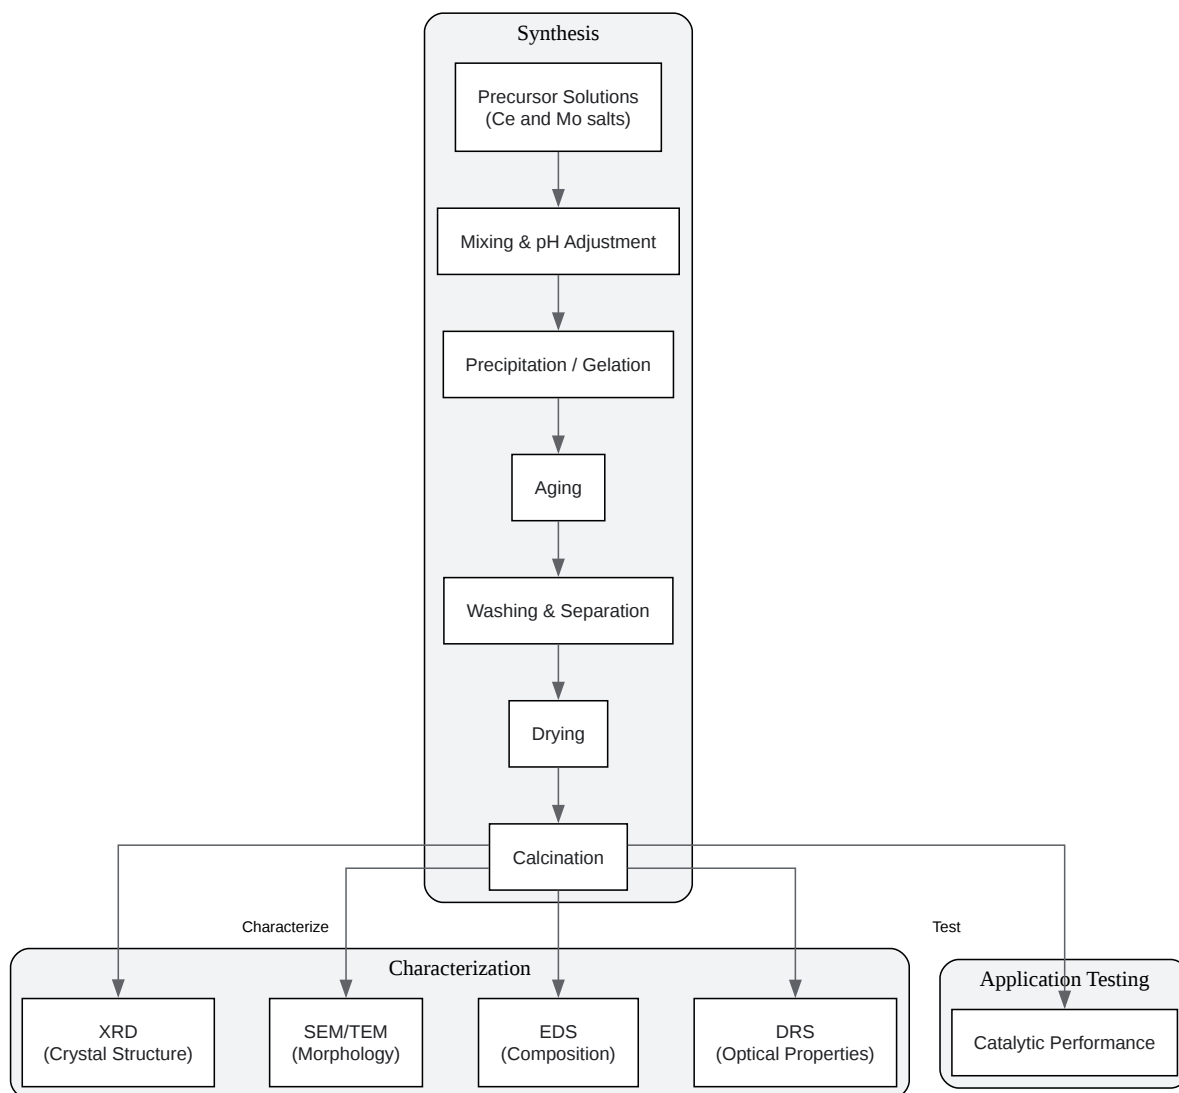 Synthesis
Precursor Solutions
(Ce and Mo salts)
Mixing & pH Adjustment
Precipitation / Gelation
Aging
Washing & Separation
Drying
Calcination
Characterize
Test
Characterization
Application Testing
XRD
(Crystal Structure)
SEM/TEM
(Morphology)
EDS
(Composition)
DRS
(Optical Properties)
Catalytic Performance